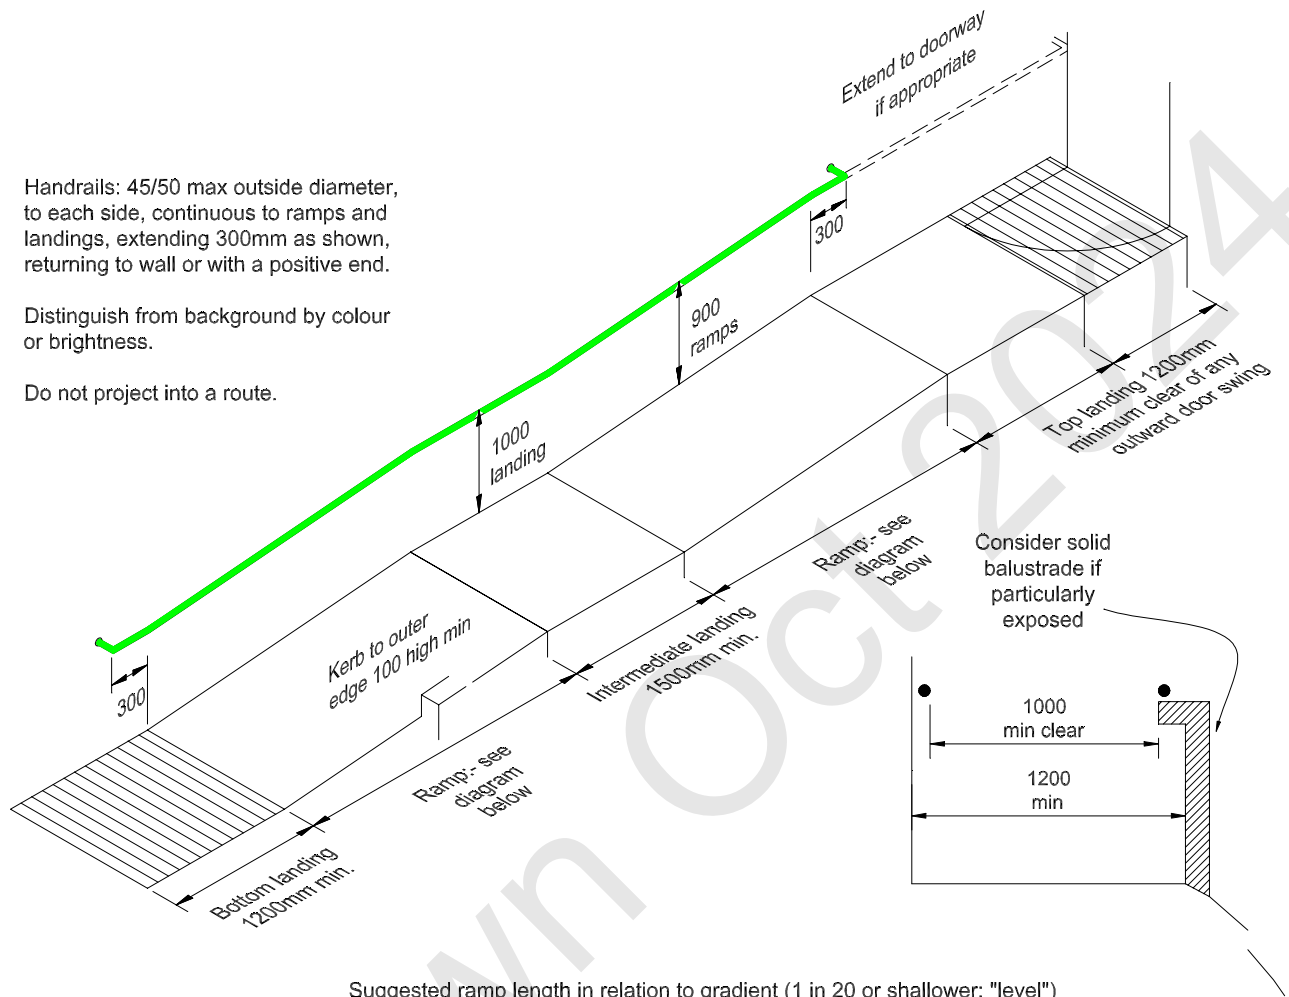 Extend to doorway
if appropriate
Handrails: 45/50 max outside diameter,
to each side, continuous to ramps and
landings, extending 300mm as shown,
returning to wall or with a positive end.
Distinguish from background by colour
or brightness.
Do not project into a route.
300
900
ramps
1000
landing
Top landing 1200mm
minimum clear of any
outward door swing
Ramp:- see
diagram
below
Consider solid
balustrade if
particularly
exposed
Kerb to outer
edge 100 high min
Intermediate landing
1500mm min.
300
1000
min clear
1200
min
Ramp:- see
diagram
below
Bottom landing
1200mm min.
Suggested ramp length in relation to gradient (1 in 20 or shallower: "level")
wn Oct 2024